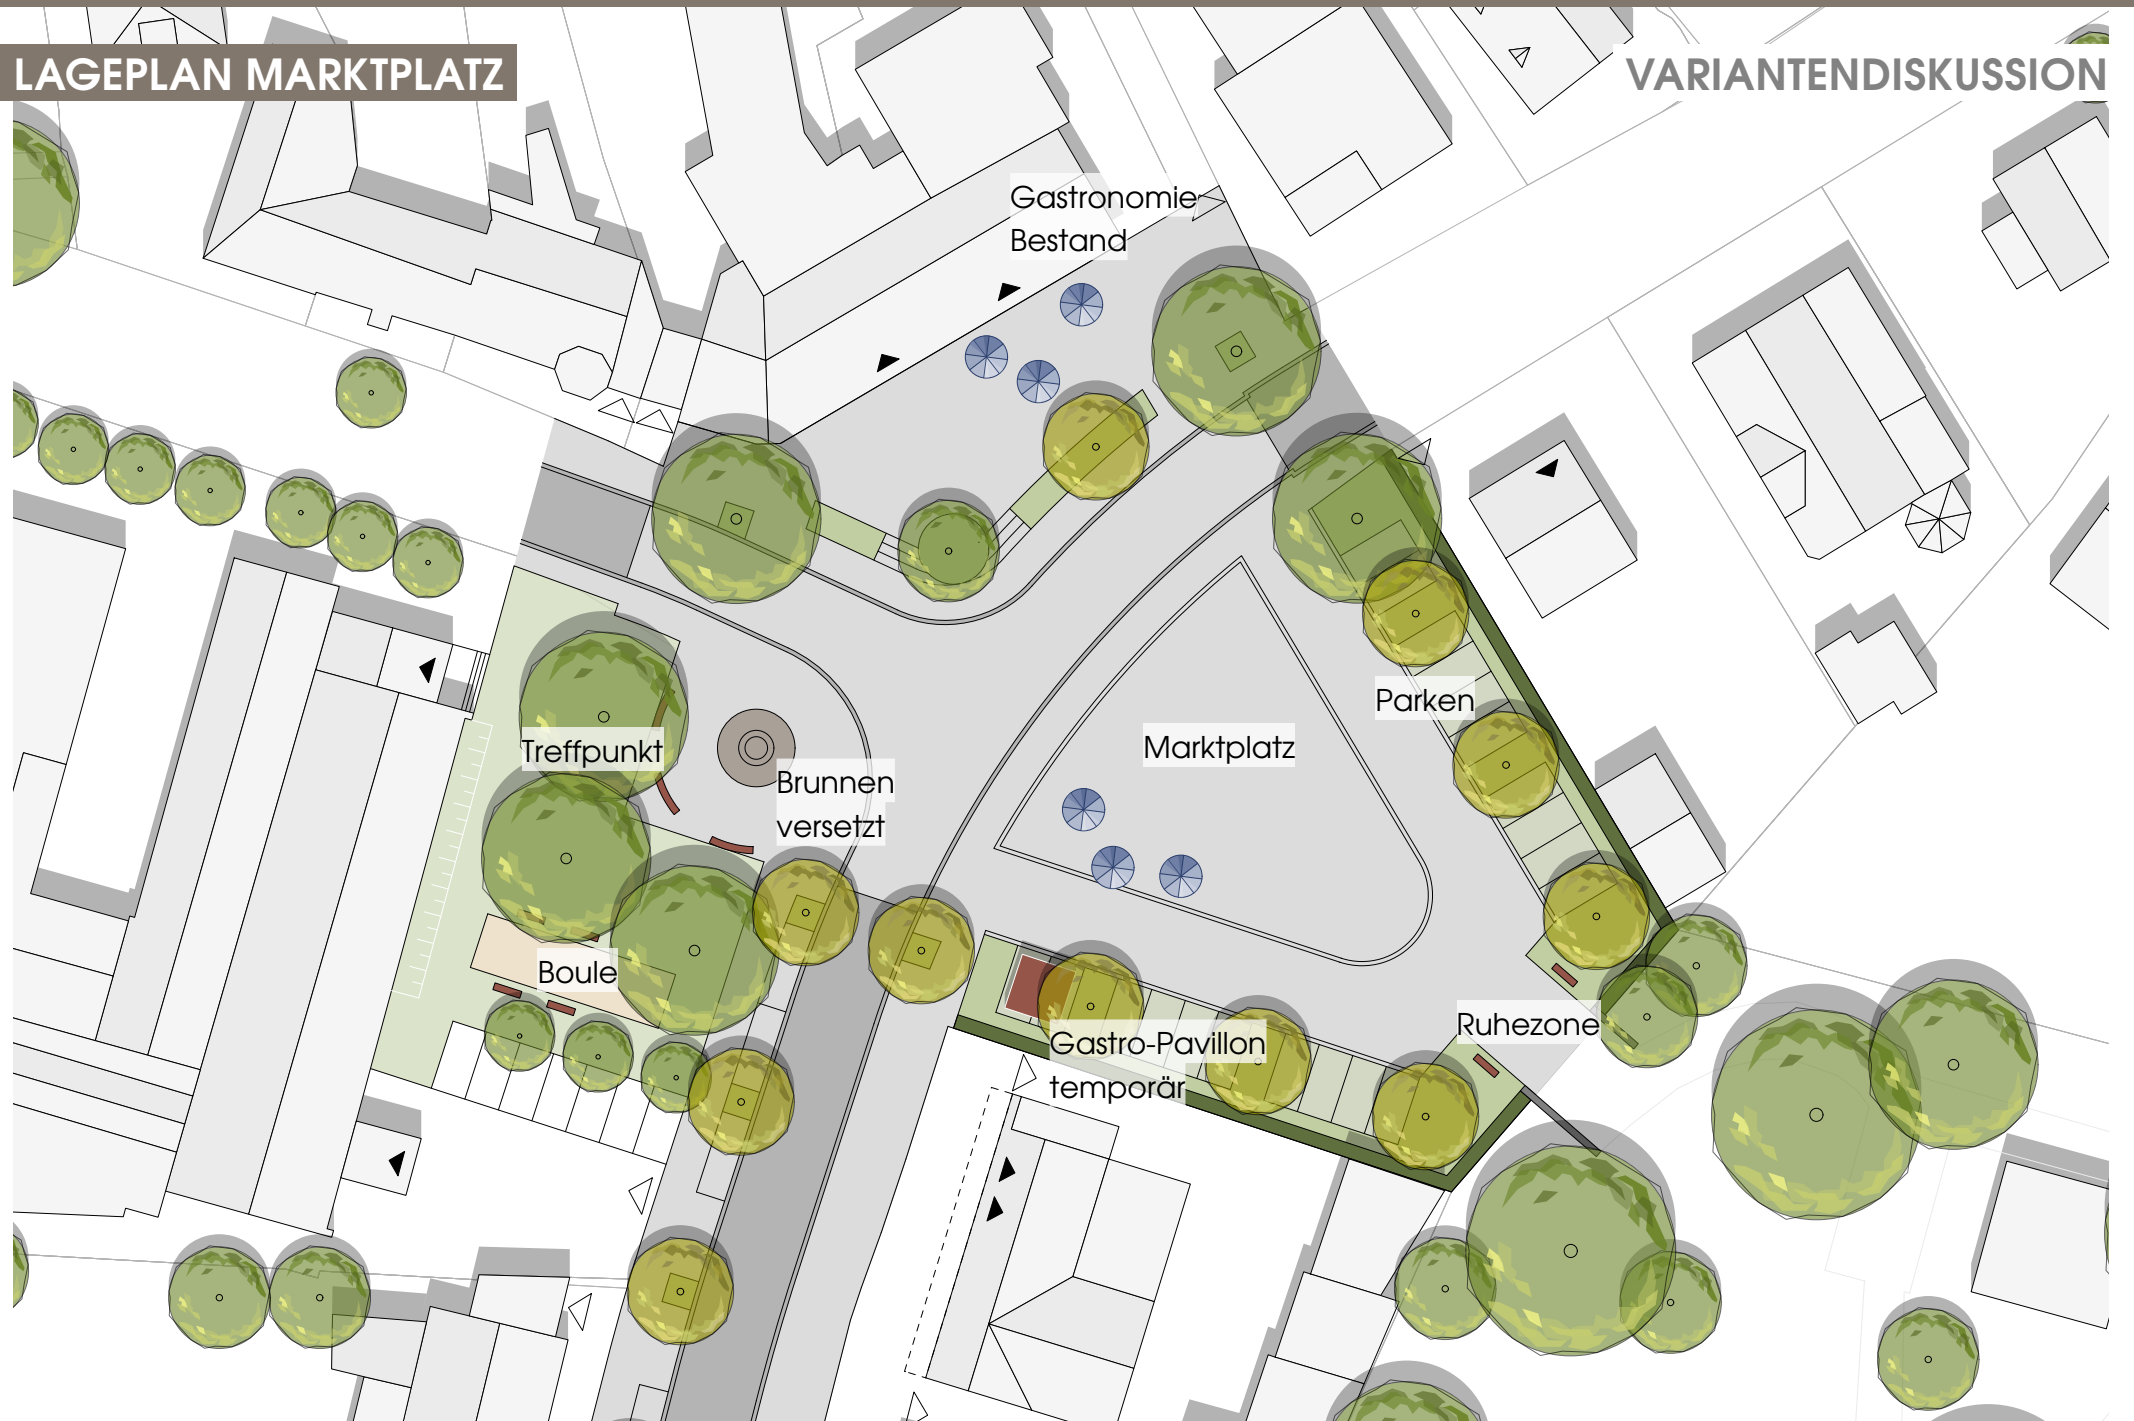 LAGEPLAN MARKTPLATZ
VARIANTENDISKUSSION
Gastronomie
Bestand
Parken
Marktplatz
Treffpunkt
Brunnen
versetzt
Boule
Ruhezone
Gastro-Pavillon
temporär